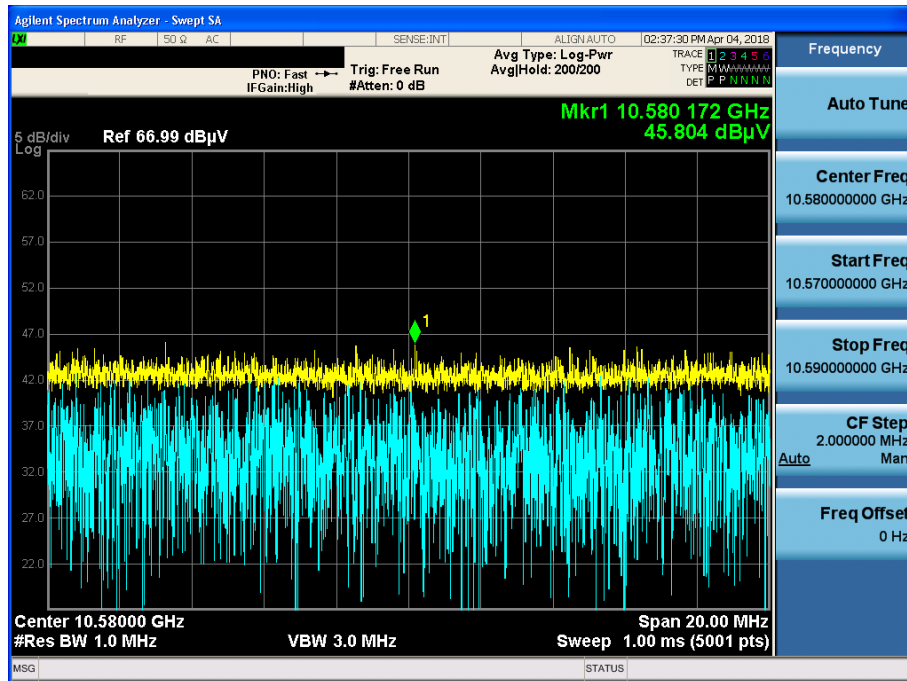 Agilent Spectrum Analyzer - Swept SA
LXI RF 50 Ω AC SENSE:INT ALIGN AUTO 02:37:30 PM Apr 04, 2018
PNO: Fast Trig: Free Run Avg Type: Log-Pwr TRACE 1 2 3 4 5 6
IFGain:High #Atten: 0 dB Avg|Hold: 200/200 TYPE M W W W W W
DET P P N N N N
Mkr1 10.580 172 GHz
45.804 dBµV
5 dB/div Ref 66.99 dBµV
Log
62.0
57.0
52.0
47.0
42.0
37.0
32.0
27.0
22.0
1
Center 10.58000 GHz Span 20.00 MHz
#Res BW 1.0 MHz VBW 3.0 MHz Sweep 1.00 ms (5001 pts)
MSG STATUS
Frequency
Auto Tune
Center Freq
10.580000000 GHz
Start Freq
10.570000000 GHz
Stop Freq
10.590000000 GHz
CF Step
2.000000 MHz
Auto Man
Freq Offset
0 Hz